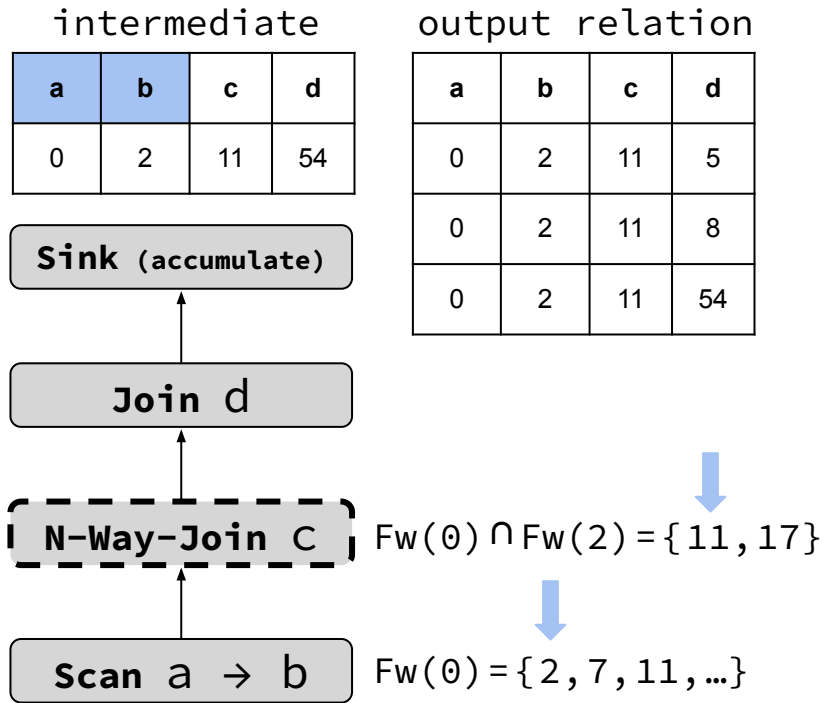 intermediate
a b c d
0 2 11 54
output relation
a b c d
0 2 11 5
0 2 11 8
0 2 11 54
Sink (accumulate)
Join d
N-Way-Join c
Fw(0) ∩ Fw(2) = {11,17}
Scan a → b
Fw(0) = {2,7,11,…}